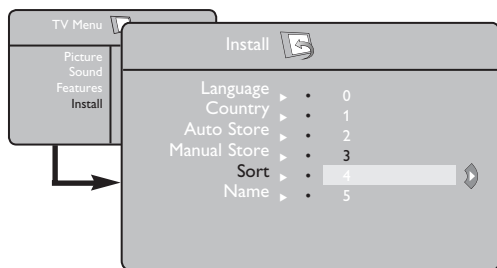 TV Menu
Picture
Sound
Features
Install
Install
Language ▸ • 0
Country ▸ • 1
Auto Store ▸ • 2
Manual Store ▸ • 3
Sort ▸ • 4
Name ▸ • 5